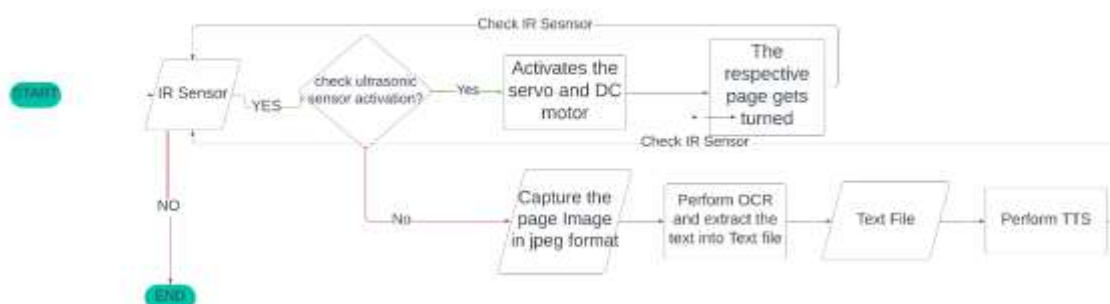 Check IR Sesnsor
START
IR Sensor
YES
check ultrasonic
sensor activation?
Yes
Activates the
servo and DC
motor
The
respective
page gets
turned
Check IR Sensor
NO
No
Capture the
page Image
in jpeg format
Perform OCR
and extract the
text into Text file
Text File
Perform TTS
END